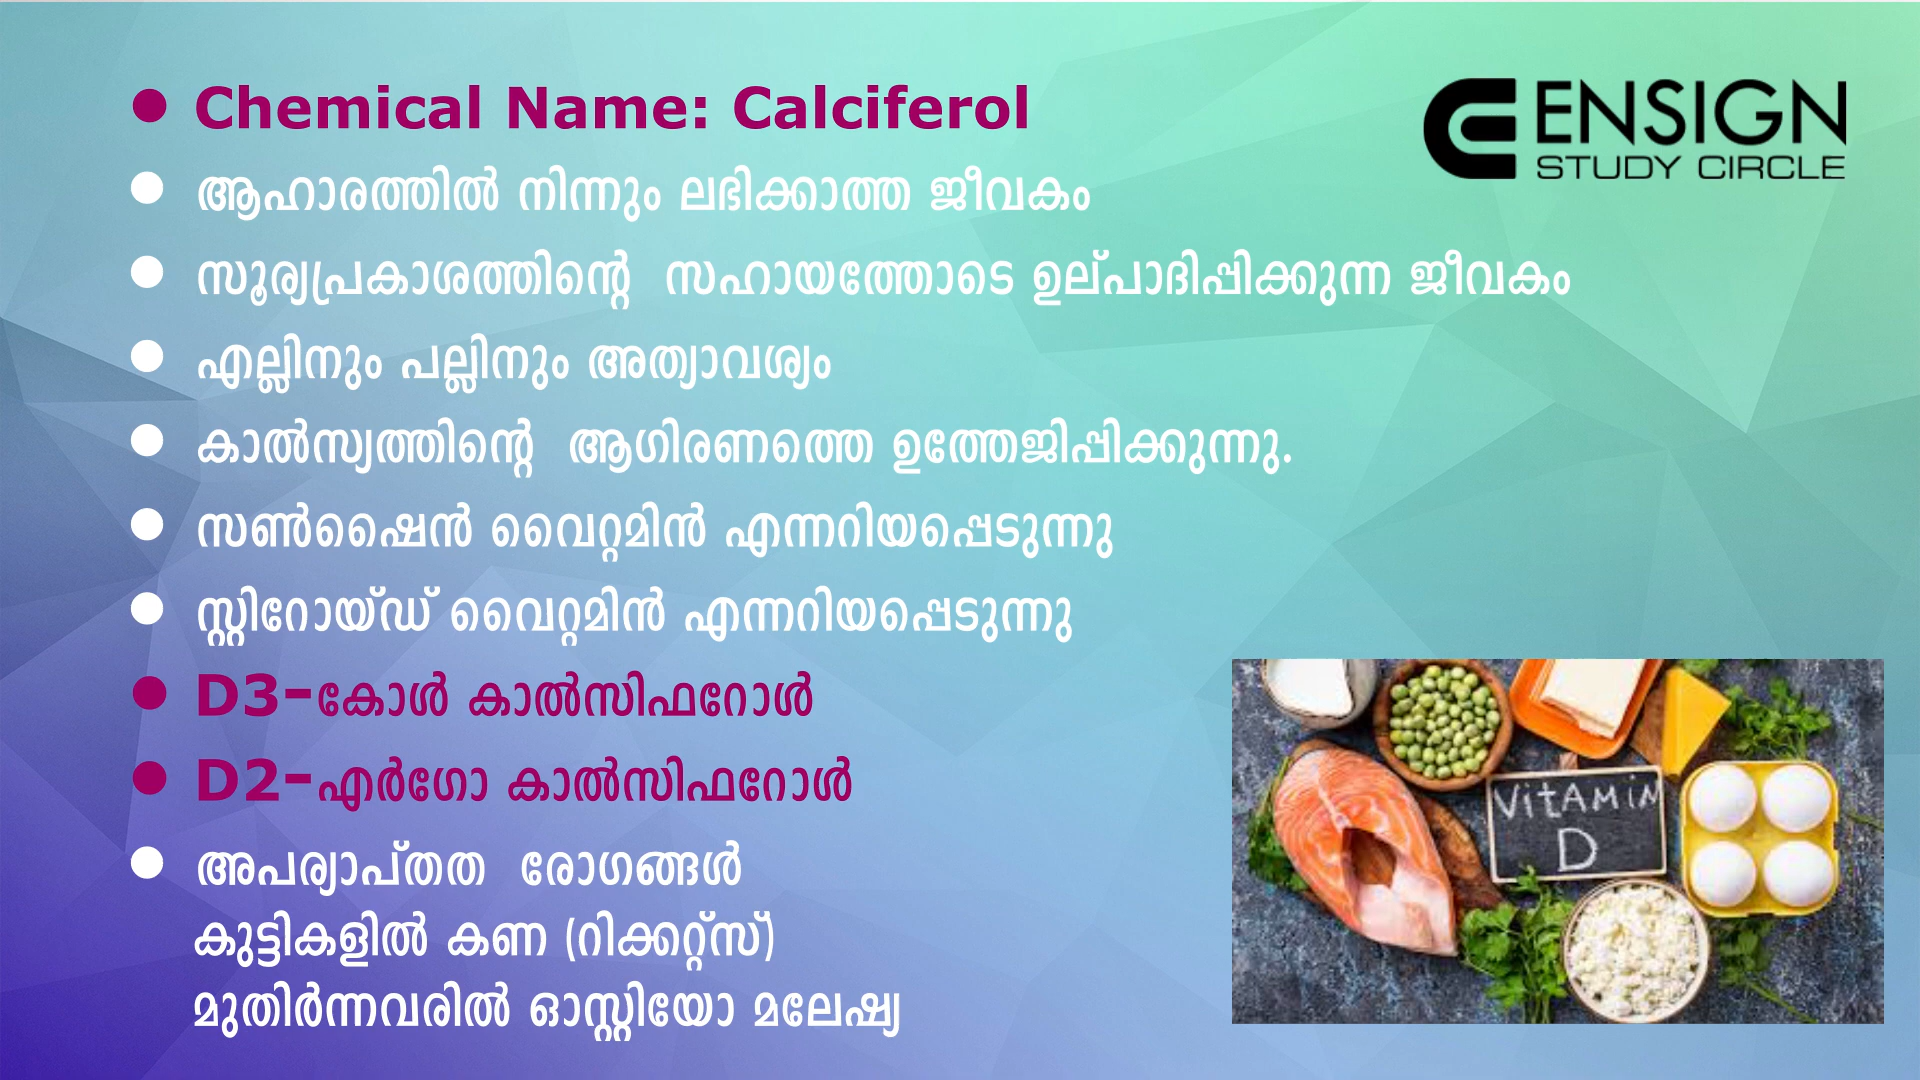 Chemical Name: Calciferol
ENSIGN
STUDY CIRCLE
ആഹാരത്തിൽ നിന്നും ലഭിക്കാത്ത ജീവകം
സൂര്യപ്രകാശത്തിന്റെ സഹായത്തോടെ ഉല്പാദിപ്പിക്കുന്ന ജീവകം
എല്ലിനും പല്ലിനും അത്യാവശ്യം
കാൽസ്യത്തിന്റെ ആഗിരണത്തെ ഉത്തേജിപ്പിക്കുന്നു.
സൺഷൈൻ വൈറ്റമിൻ എന്നറിയപ്പെടുന്നു
സ്റ്റിറോയ്ഡ് വൈറ്റമിൻ എന്നറിയപ്പെടുന്നു
D3-കോൾ കാൽസിഫറോൾ
D2-എർഗോ കാൽസിഫറോൾ
അപര്യാപ്തത രോഗങ്ങൾ
കുട്ടികളിൽ കണ (റിക്കറ്റ്സ്)
മുതിർന്നവരിൽ ഓസ്റ്റിയോ മലേഷ്യ
VitAMiN
D